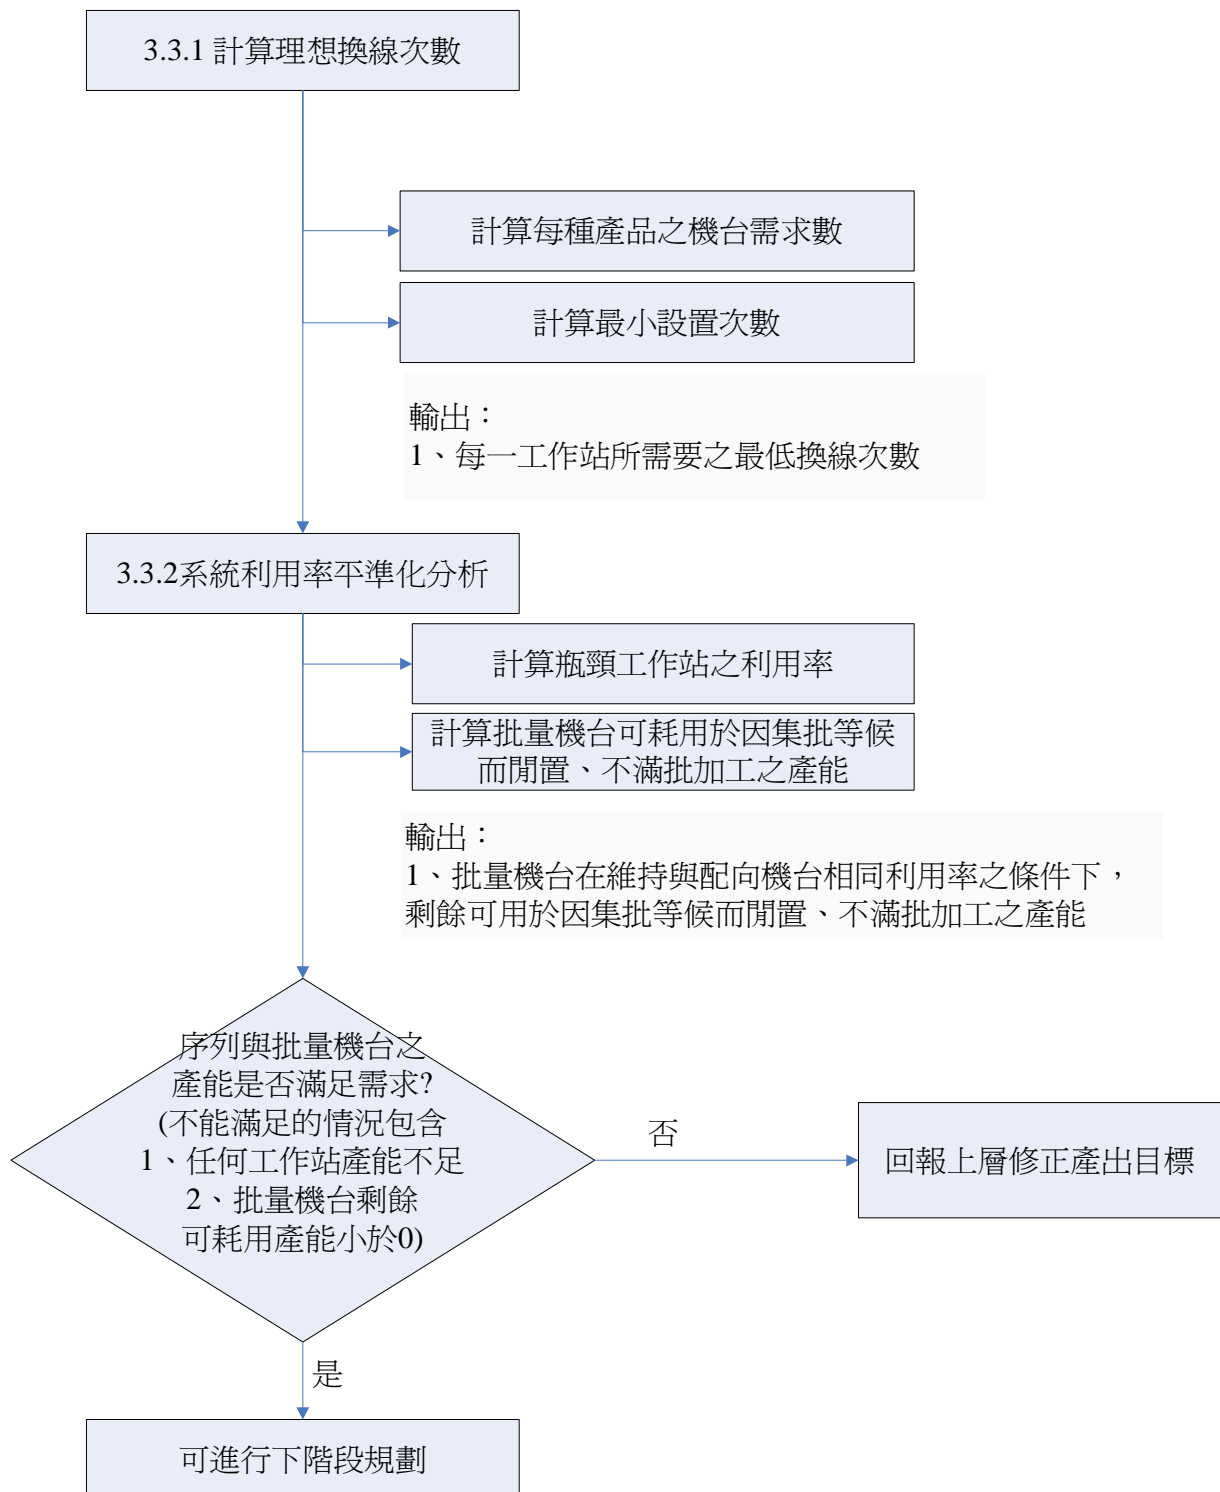 3.3.1 計算理想換線次數
計算每種產品之機台需求數
計算最小設置次數
輸出：
1、每一工作站所需要之最低換線次數
3.3.2系統利用率平準化分析
計算瓶頸工作站之利用率
計算批量機台可耗用於因集批等候
而閒置、不滿批加工之產能
輸出：
1、批量機台在維持與配向機台相同利用率之條件下，
剩餘可用於因集批等候而閒置、不滿批加工之產能
序列與批量機台之
產能是否滿足需求?
(不能滿足的情況包含
1、任何工作站產能不足
2、批量機台剩餘
可耗用產能小於0)
否
回報上層修正產出目標
是
可進行下階段規劃